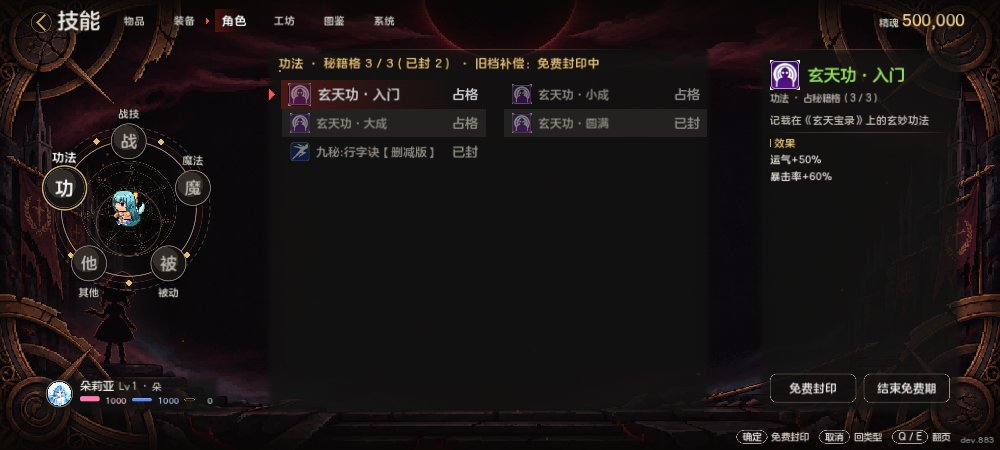 技能 物品 装备 角色 工坊 图鉴 系统 精魂 500,000
功法 · 秘籍格 3 / 3 ( 已封 2 ) · 旧档补偿: 免费封印中
玄天功 · 入门 占格 玄天功 · 小成 占格
玄天功 · 大成 占格 玄天功 · 圆满 已封
九秘:行字诀【删减版】 已封
战技
战
功法
功
魔法
魔
他
其他
被
被动
玄天功 · 入门
功法 · 占秘籍格 ( 3 / 3 )
记载在《玄天宝录》上的玄妙功法
效果
运气+50%
暴击率+60%
朵莉亚 Lv1 · 朵
1000 1000 0
免费封印 结束免费期
确定 免费封印 取消 回类型 Q / E 翻页 dev.883